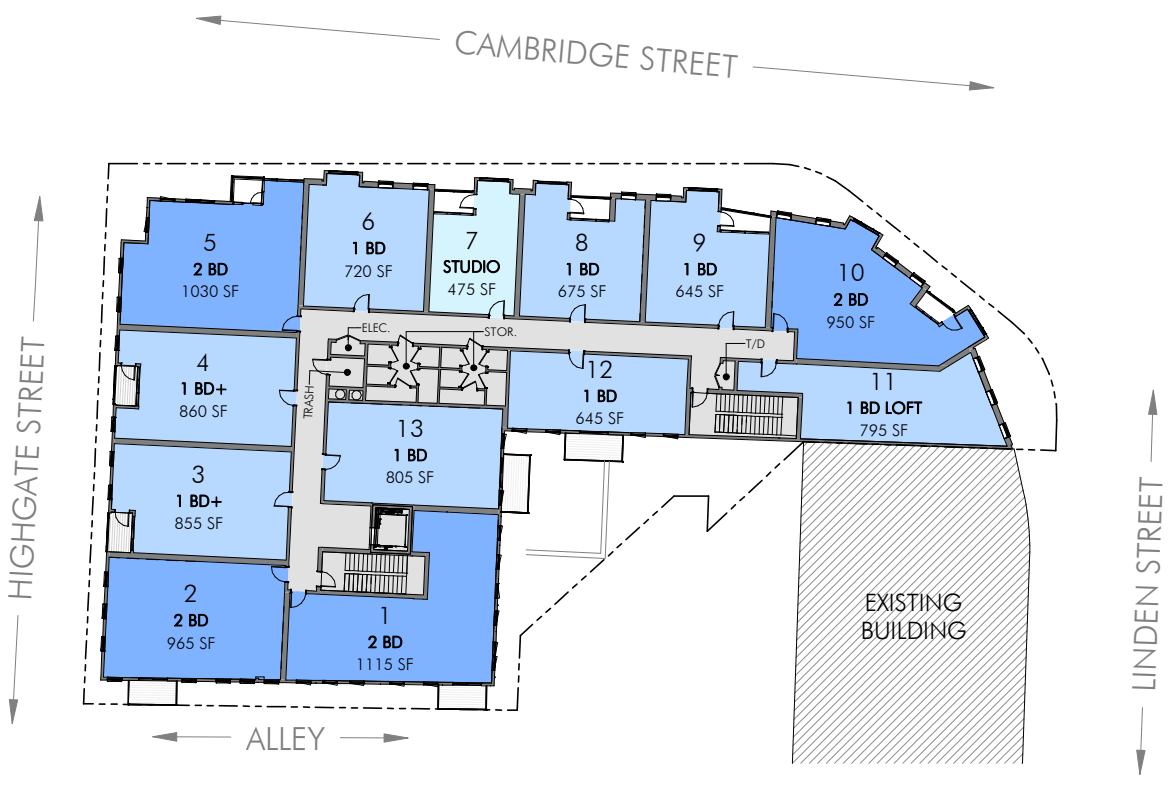 CAMBRIDGE STREET
HIGHGATE STREET
LINDEN STREET
ALLEY
5
2 BD
1030 SF
6
1 BD
720 SF
7
STUDIO
475 SF
8
1 BD
675 SF
9
1 BD
645 SF
10
2 BD
950 SF
ELEC.
STOR.
T/D
TRASH
4
1 BD+
860 SF
12
1 BD
645 SF
11
1 BD LOFT
795 SF
13
1 BD
805 SF
3
1 BD+
855 SF
2
2 BD
965 SF
1
2 BD
1115 SF
EXISTING
BUILDING